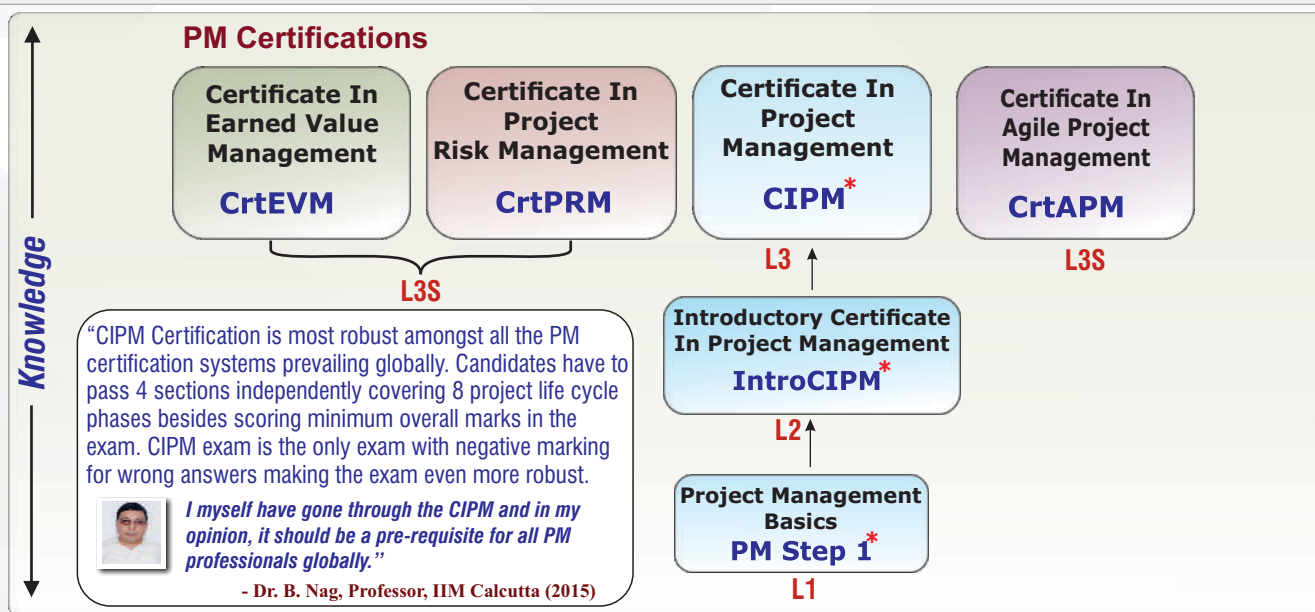 PM Certifications
Knowledge
Certificate In
Earned Value
Management
CrtEVM
Certificate In
Project
Risk Management
CrtPRM
L3S
Certificate In
Project
Management
CIPM*
L3
Certificate In
Agile Project
Management
CrtAPM
L3S
Introductory Certificate
In Project Management
IntroCIPM*
L2
Project Management
Basics
PM Step 1*
L1
“CIPM Certification is most robust amongst all the PM
certification systems prevailing globally. Candidates have to
pass 4 sections independently covering 8 project life cycle
phases besides scoring minimum overall marks in the
exam. CIPM exam is the only exam with negative marking
for wrong answers making the exam even more robust.
I myself have gone through the CIPM and in my
opinion, it should be a pre-requisite for all PM
professionals globally.”
- Dr. B. Nag, Professor, IIM Calcutta (2015)